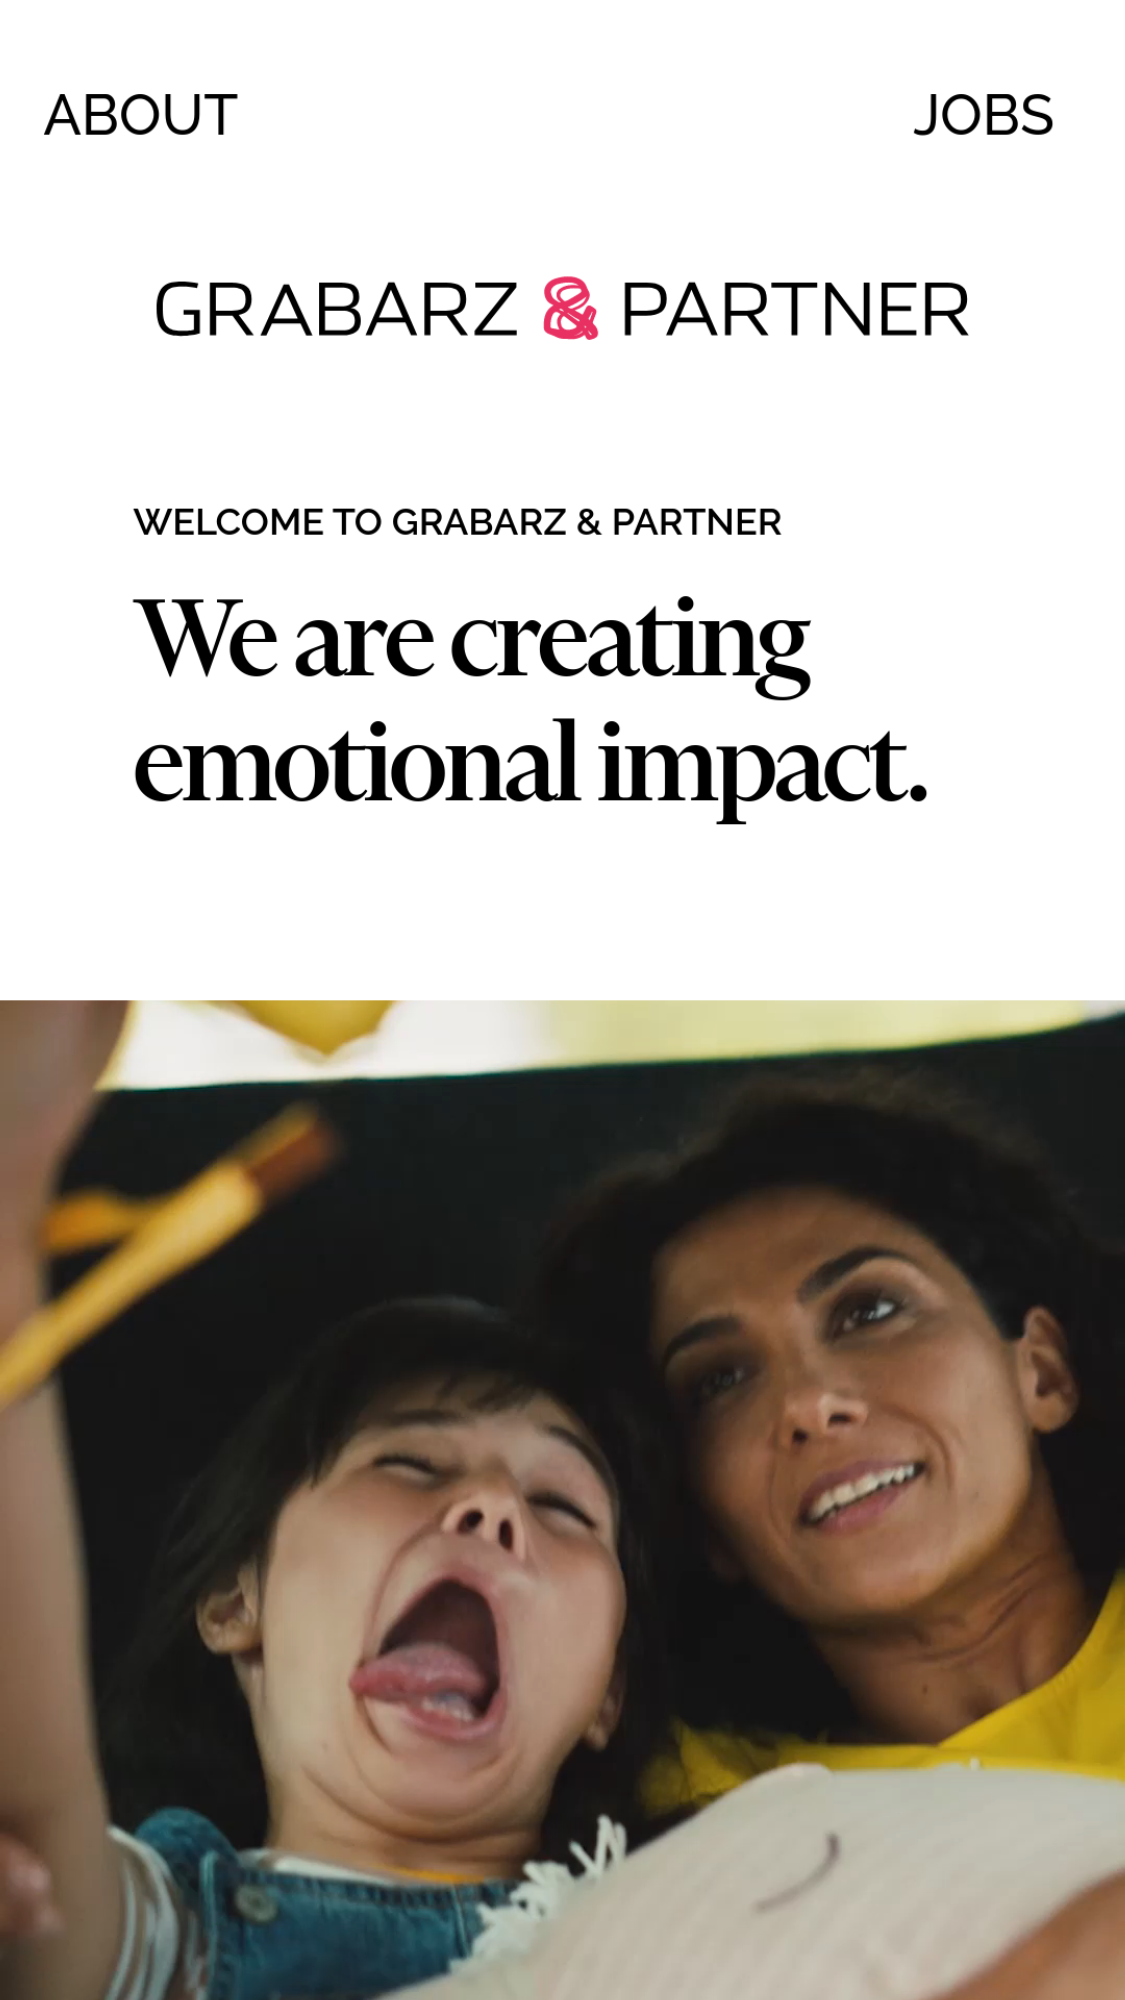 ABOUT
JOBS
GRABARZ & PARTNER
WELCOME TO GRABARZ & PARTNER
We are creating
emotional impact.